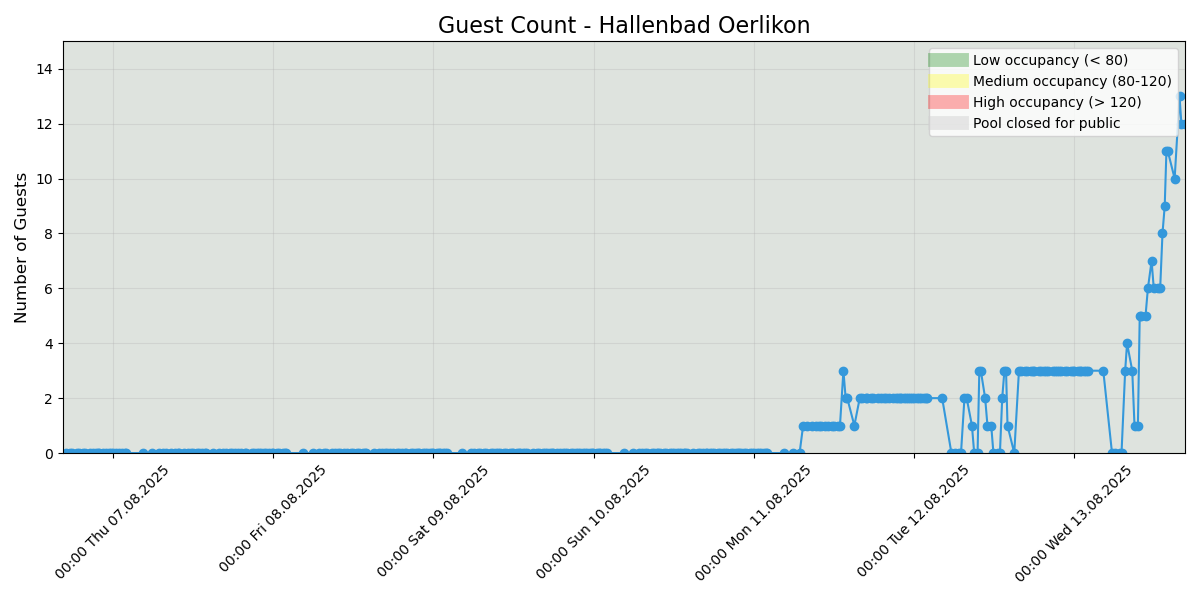 Guest Count - Hallenbad Oerlikon
Low occupancy (< 80)
Medium occupancy (80-120)
High occupancy (> 120)
Pool closed for public
Number of Guests
14
12
10
8
6
4
2
0
00:00 Thu 07.08.2025
00:00 Fri 08.08.2025
00:00 Sat 09.08.2025
00:00 Sun 10.08.2025
00:00 Mon 11.08.2025
00:00 Tue 12.08.2025
00:00 Wed 13.08.2025